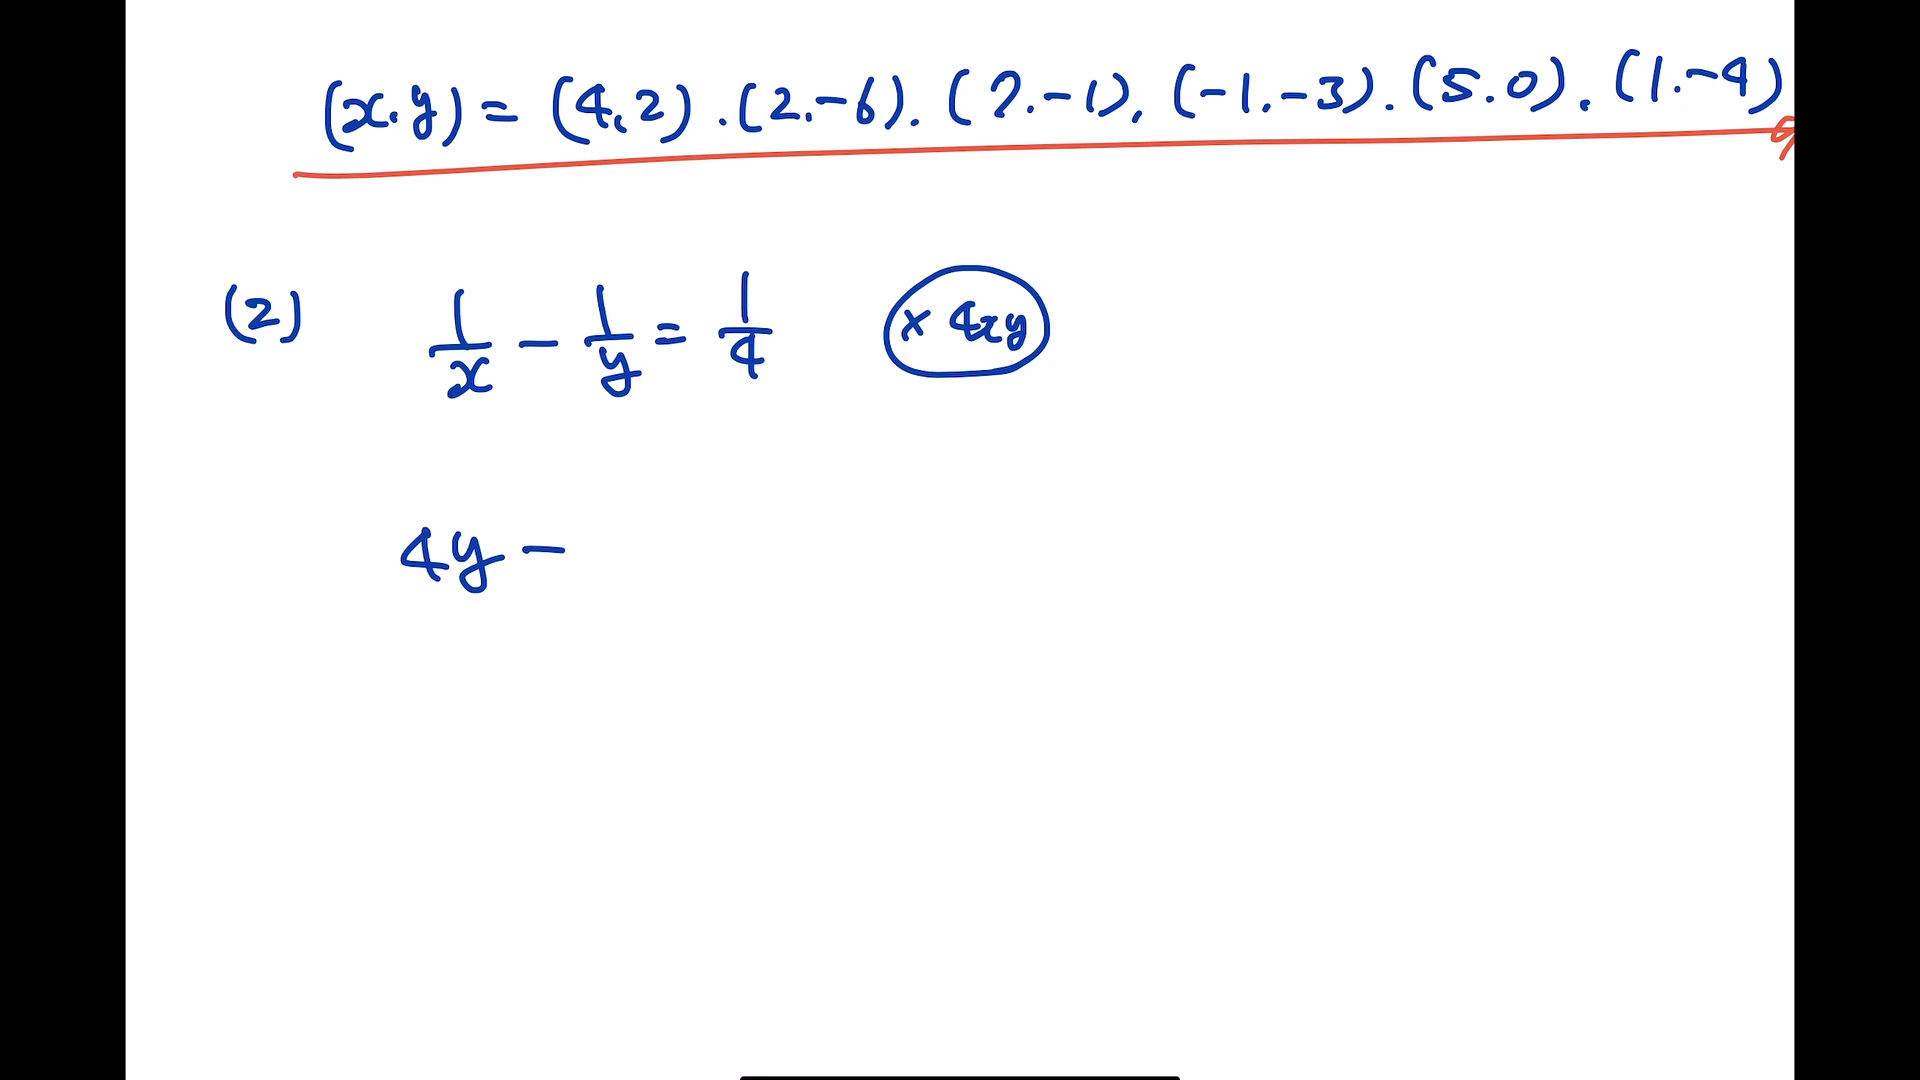 (x.y) = (4,2).(2.-6).(7.-1),(-1.-3).(5.0).(1.-4)
(2) 1/x - 1/y = 1/4 × 4xy
4y -